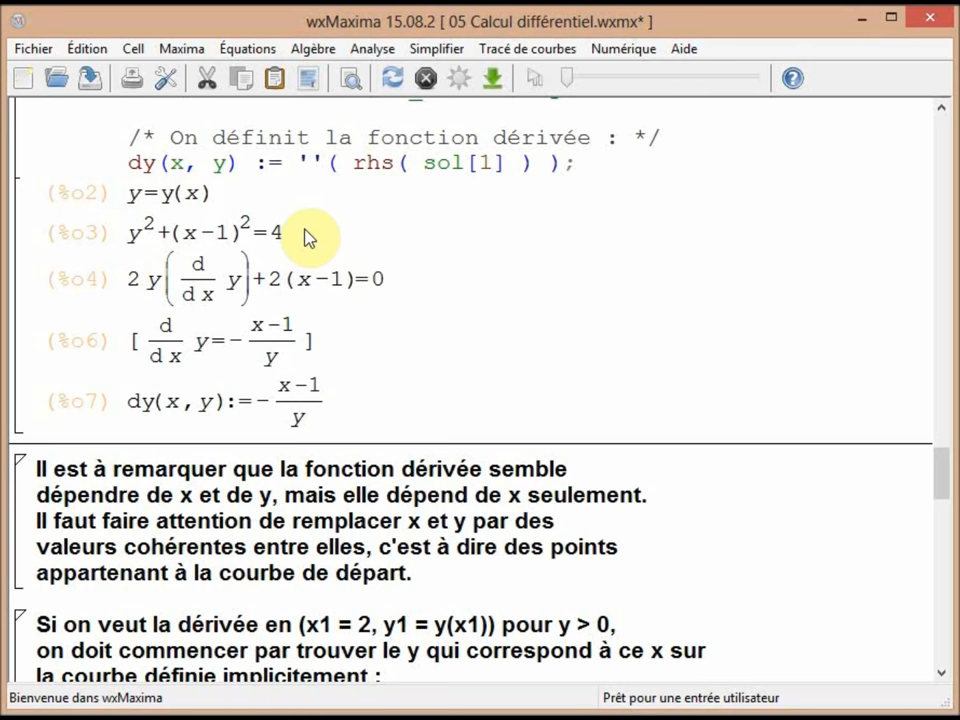 wxMaxima 15.08.2 [ 05 Calcul différentiel.wxmx* ]
Fichier Édition Cell Maxima Équations Algèbre Analyse Simplifier Tracé de courbes Numérique Aide
/* On définit la fonction dérivée : */
dy(x, y) := ''( rhs( sol[1] ) );
(%o2) y=y(x)
(%o3) y²+(x−1)²=4
(%o4) 2 y(d/dx y)+2(x−1)=0
(%o6) [ d/dx y=−(x−1)/y ]
(%o7) dy(x,y):=−(x−1)/y
Il est à remarquer que la fonction dérivée semble
dépendre de x et de y, mais elle dépend de x seulement.
Il faut faire attention de remplacer x et y par des
valeurs cohérentes entre elles, c'est à dire des points
appartenant à la courbe de départ.
Si on veut la dérivée en (x1 = 2, y1 = y(x1)) pour y > 0,
on doit commencer par trouver le y qui correspond à ce x sur
la courbe définie implicitement :
Bienvenue dans wxMaxima Prêt pour une entrée utilisateur